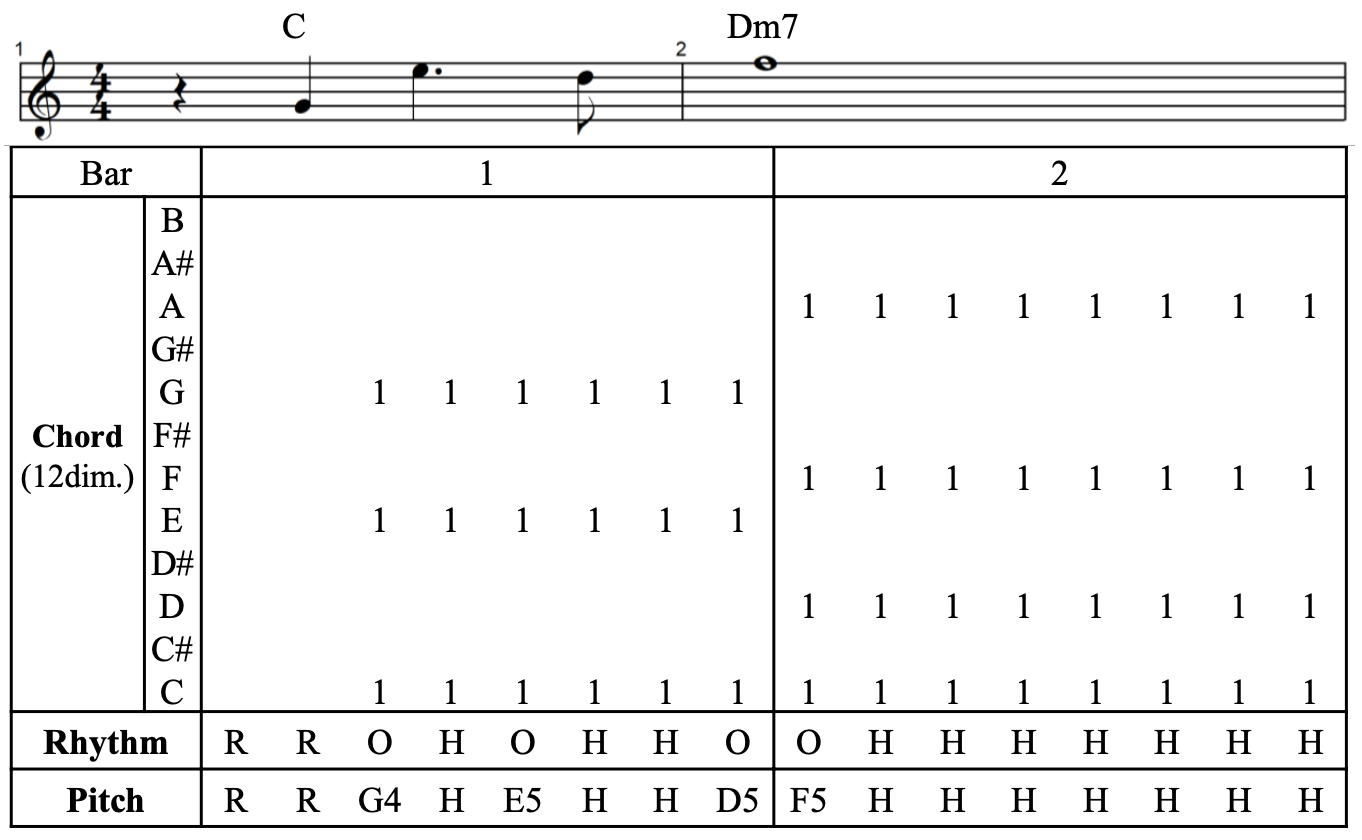 C Dm7
1 2
4
4
Bar 1 2
B
A#
A 1 1 1 1 1 1 1 1
G#
G 1 1 1 1 1 1
Chord F#
(12dim.) F 1 1 1 1 1 1 1 1
E 1 1 1 1 1 1
D#
D 1 1 1 1 1 1 1 1
C#
C 1 1 1 1 1 1 1 1 1 1 1 1 1 1
Rhythm R R O H O H H O O H H H H H H H
Pitch R R G4 H E5 H H D5 F5 H H H H H H H